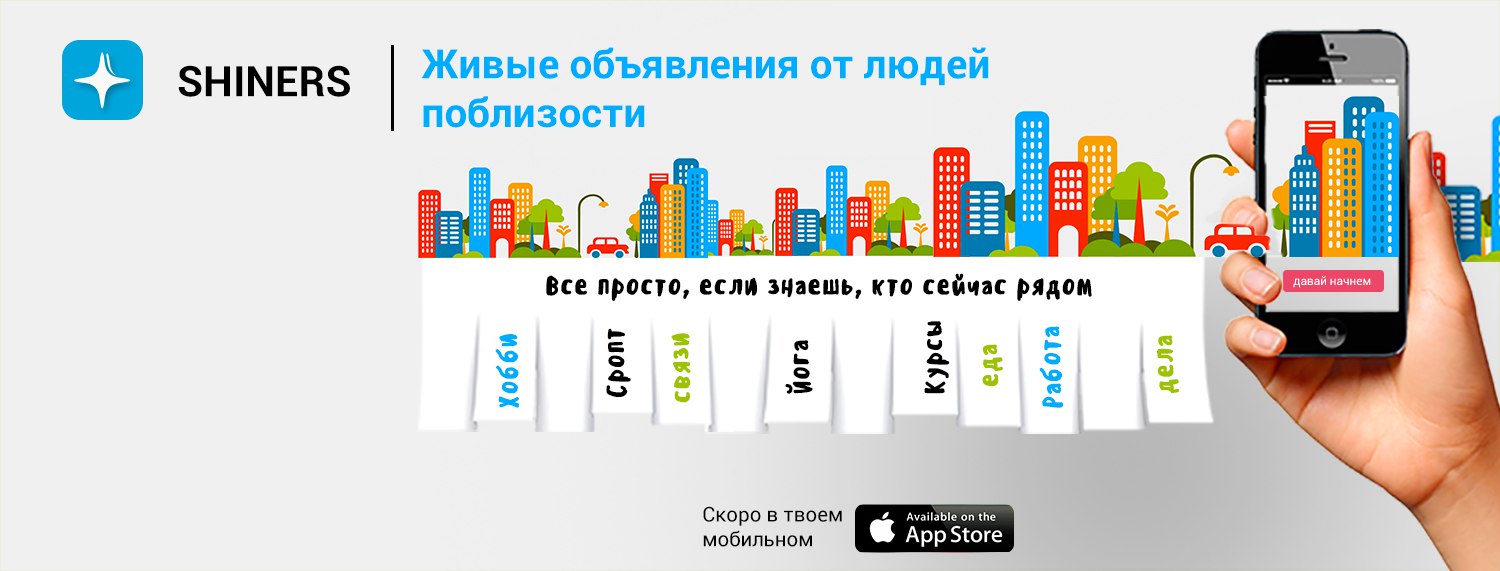 SHINERS
Живые объявления от людей
поблизости
Все просто, если знаешь, кто сейчас рядом
Хобби
Сропт
связи
Йога
Курсы
еда
Работа
дела
давай начнем
Скоро в твоем
мобильном
Available on the
App Store